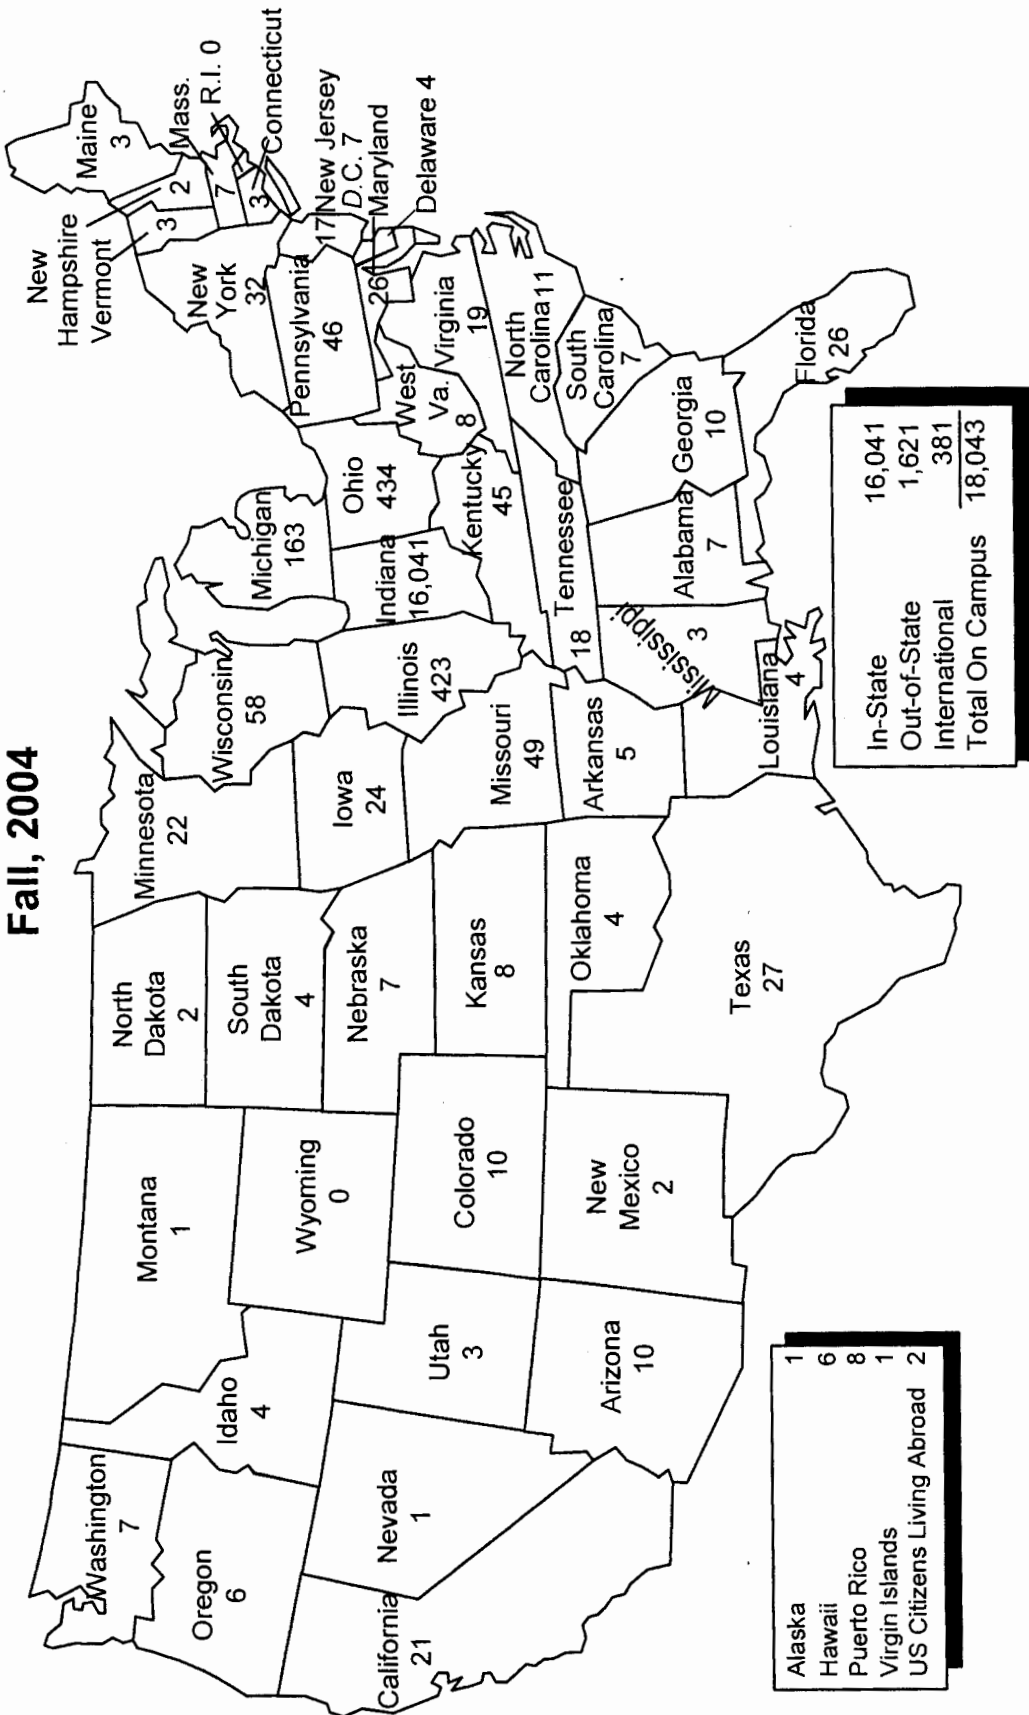 Fall, 2004
Washington
7
Oregon
6
California
21
Nevada
1
Idaho
4
Montana
1
Wyoming
0
Utah
3
Arizona
10
Colorado
10
New
Mexico
2
North
Dakota
2
South
Dakota
4
Nebraska
7
Kansas
8
Oklahoma
4
Texas
27
Minnesota
22
Iowa
24
Missouri
49
Arkansas
5
Louisiana
4
Wisconsin
58
Illinois
423
Michigan
163
Indiana
16,041
Ohio
434
Kentucky
45
Tennessee
18
Mississippi
3
Alabama
7
Georgia
10
Florida
26
South
Carolina
7
North
Carolina 11
Virginia
19
West
Va.
8
Pennsylvania
46
New
York
32
New
Hampshire
2
Vermont
3
Maine
3
Mass.
7
R.I. 0
Connecticut
3
17 New Jersey
D.C. 7
Maryland
26
Delaware 4
Alaska 1
Hawaii 6
Puerto Rico 8
Virgin Islands 1
US Citizens Living Abroad 2
In-State 16,041
Out-of-State 1,621
International 381
Total On Campus 18,043